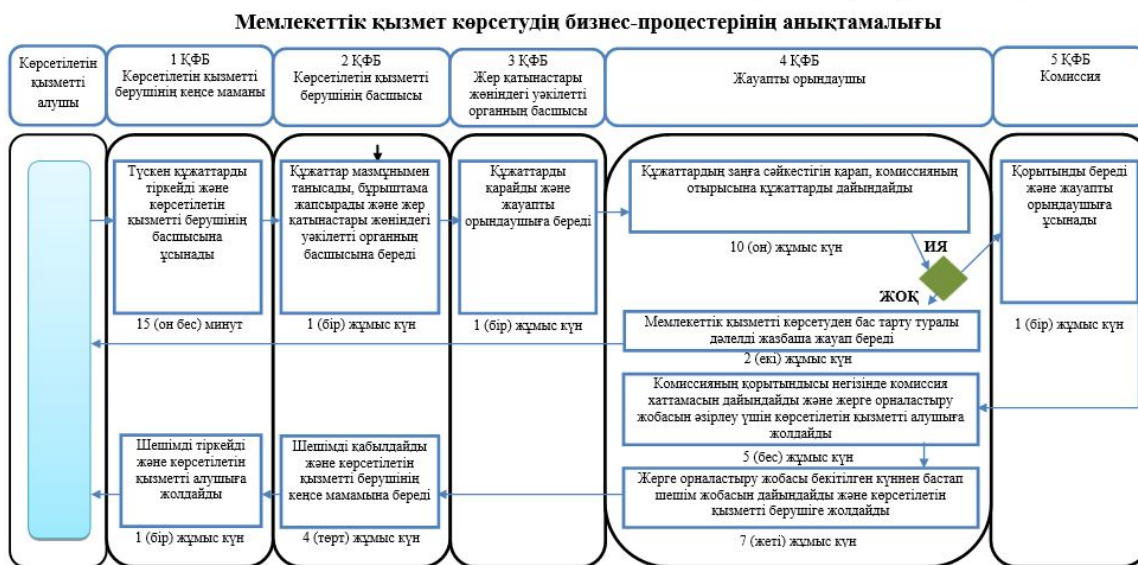 Мемлекеттік қызмет көрсетудің бизнес-процестерінің анықтамалығы
Көрсетілетін
қызметті
алушы
1 ҚФБ
Көрсетілетін қызметті
берушінің кеңсе маманы
2 ҚФБ
Көрсетілетін қызметті
берушінің басшысы
3 ҚФБ
Жер қатынастары
жөніндегі уәкілетті
органның басшысы
4 ҚФБ
Жауапты орындаушы
5 ҚФБ
Комиссия
Түскен құжаттарды
тіркейді және
көрсетілетін
қызметті берушінің
басшысына
ұсынады
15 (он бес) минут
Құжаттар мазмұнымен
танысады, бұрыштама
жапсырады және жер
қатынастары жөніндегі
уәкілетті органның
басшысына береді
1 (бір) жұмыс күн
Құжаттарды
қарайды және
жауапты
орындаушыға береді
1 (бір) жұмыс күн
Құжаттардың заңға сәйкестігін қарап, комиссияның
отырысына құжаттарды дайындайды
10 (он) жұмыс күн
ИЯ
ЖОҚ
Қорытынды береді
және жауапты
орындаушыға
ұсынады
1 (бір) жұмыс күн
Мемлекеттік қызметті көрсетуден бас тарту туралы
дәлелді жазбаша жауап береді
2 (екі) жұмыс күн
Комиссияның қорытындысы негізінде комиссия
хаттамасын дайындайды және жерге орналастыру
жобасын әзірлеу үшін көрсетілетін қызметті алушыға
жолдайды
5 (бес) жұмыс күн
Жерге орналастыру жобасы бекітілген күннен бастап
шешім жобасын дайындайды және көрсетілетін
қызметті берушіге жолдайды
7 (жеті) жұмыс күн
Шешімді қабылдайды
және көрсетілетін
қызметті берушінің
кеңсе мамамына береді
4 (төрт) жұмыс күн
Шешімді тіркейді
және көрсетілетін
қызметті алушыға
жолдайды
1 (бір) жұмыс күн